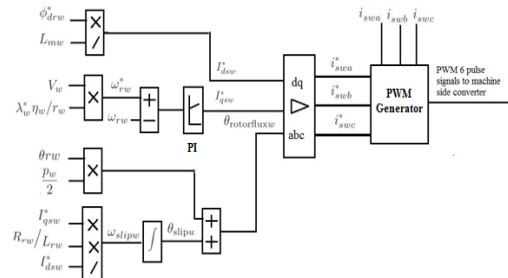 ϕ*drw
Lmw
Vw
λ*w ηw/rw
ω*rw
ωrw
PI
I*dsw
I*qsw
θrotorfluxw
dq
abc
i*swa
i*swb
i*swc
iswa iswb iswc
PWM
Generator
PWM 6 pulse
signals to machine
side converter
θrw
pw/2
I*qsw
Rrw/Lrw
I*dsw
ωslipw
∫
θslipw